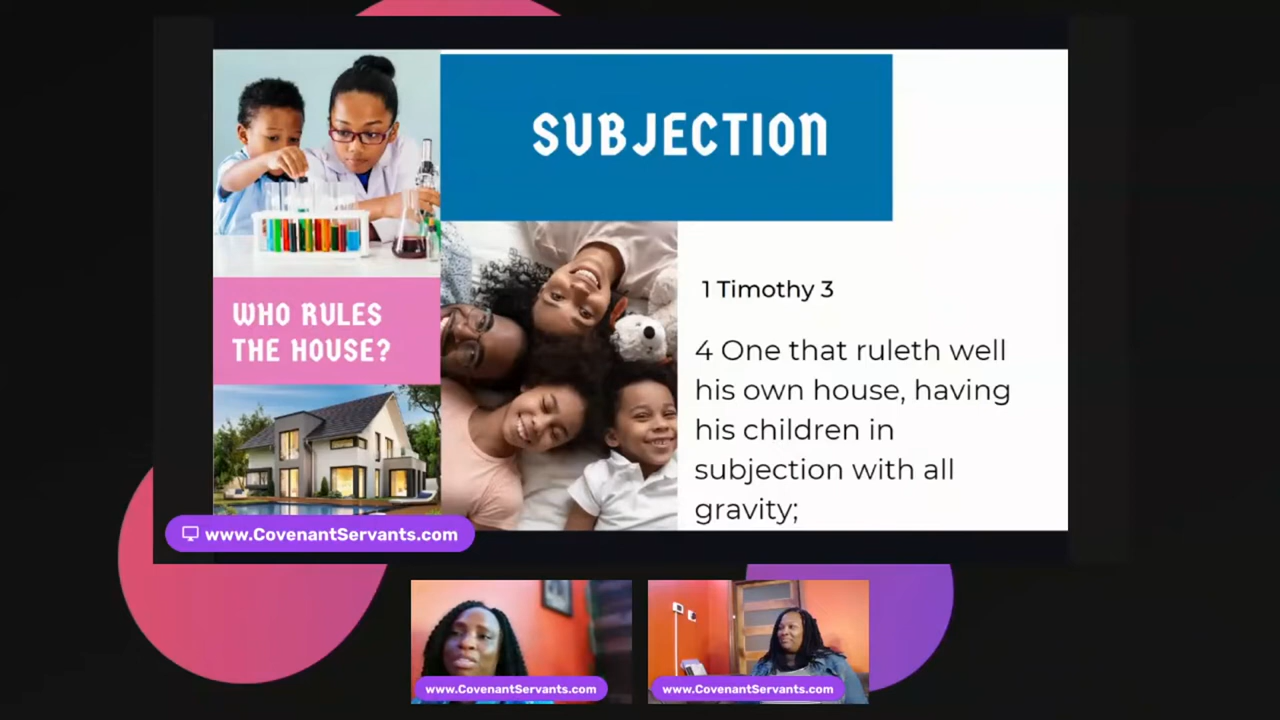 SUBJECTION
WHO RULES
THE HOUSE?
1 Timothy 3
4 One that ruleth well
his own house, having
his children in
subjection with all
gravity;
www.CovenantServants.com
www.CovenantServants.com
www.CovenantServants.com